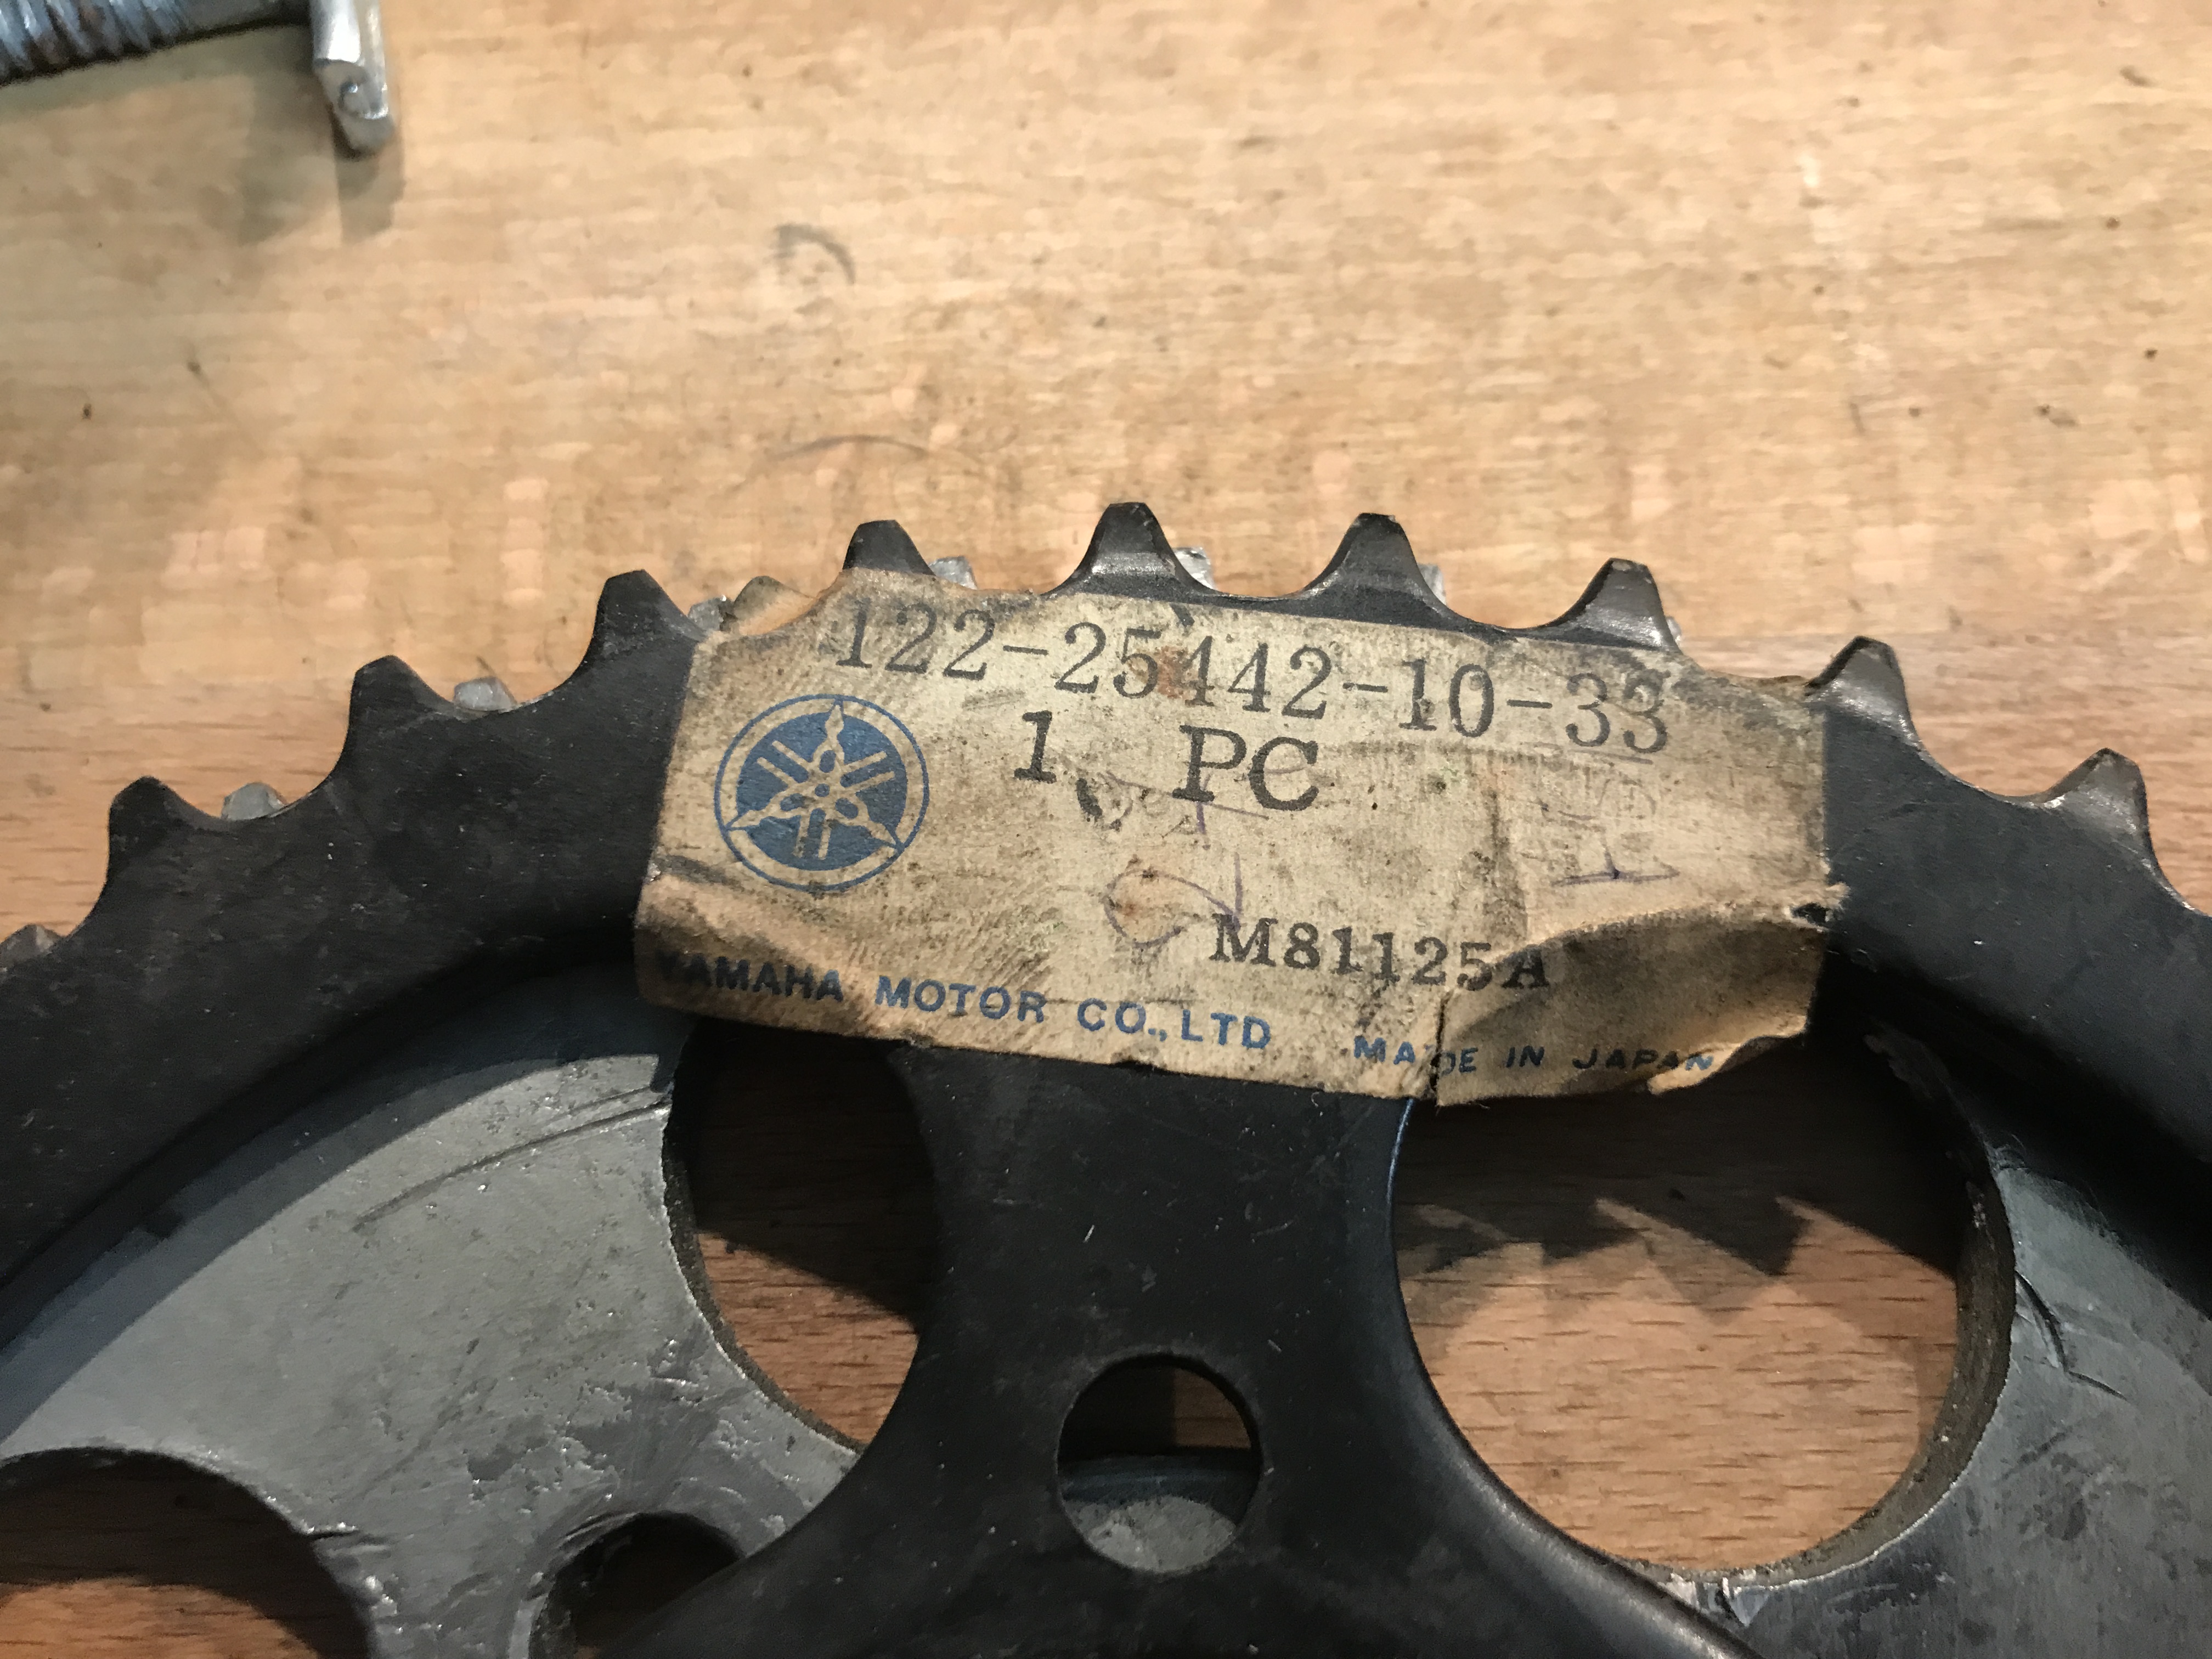 122-25442-10-33
1 PC
M81125A
YAMAHA MOTOR CO., LTD MADE IN JAPAN